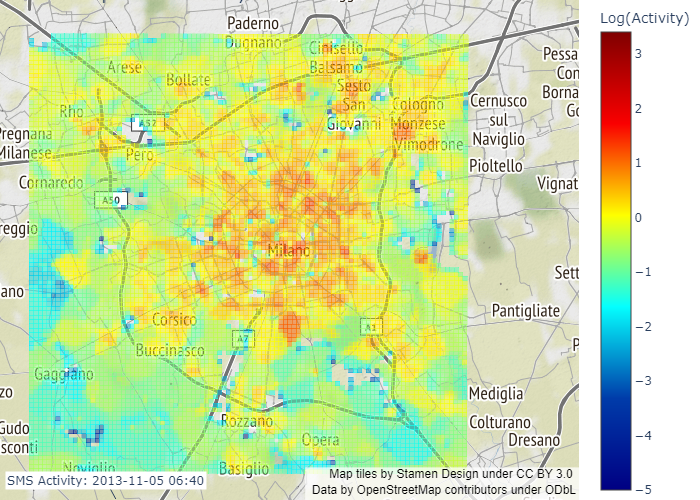 Log(Activity)
3
2
1
0
−1
−2
−3
−4
−5
Paderno
Dugnano
Cinisello
Balsamo
Arese
Bollate
Sesto
San
Giovanni
Cologno
Monzese
Vimodrone
Cernusco
sul
Naviglio
Pessa
Con
Borna
Go
Rho
A52
Pregnana
Milanese
Pero
Pioltello
Cornaredo
A50
Vignat
reggio
Milano
Sett
ano
Pantigliate
Corsico
A7
A1
Buccinasco
P
Gaggiano
zo
Mediglia
Gudo
sconti
Rozzano
Colturano
Dresano
Opera
Noviglio
Basiglio
SMS Activity: 2013-11-05 06:40
Map tiles by Stamen Design under CC BY 3.0
Data by OpenStreetMap contributors under ODbL